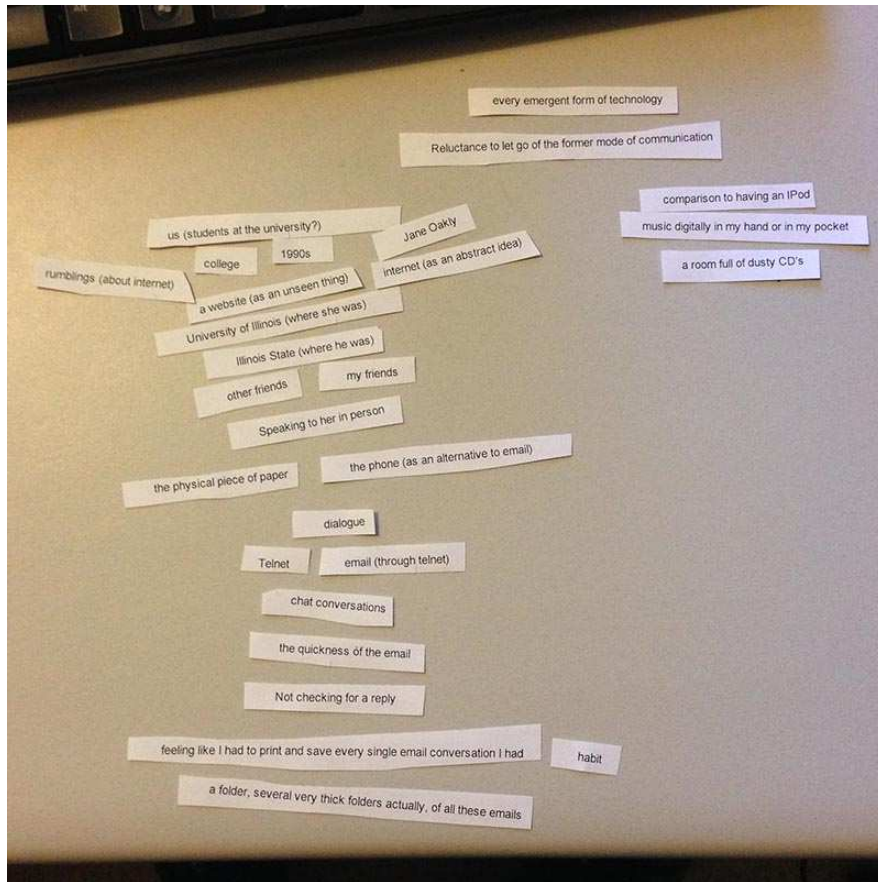 every emergent form of technology
Reluctance to let go of the former mode of communication
comparison to having an IPod
music digitally in my hand or in my pocket
a room full of dusty CD's
us (students at the university?)
Jane Oakly
college
1990s
rumblings (about internet)
internet (as an abstract idea)
a website (as an unseen thing)
University of Illinois (where she was)
Illinois State (where he was)
other friends
my friends
Speaking to her in person
the physical piece of paper
the phone (as an alternative to email)
dialogue
Telnet
email (through telnet)
chat conversations
the quickness of the email
Not checking for a reply
feeling like I had to print and save every single email conversation I had
habit
a folder, several very thick folders actually, of all these emails